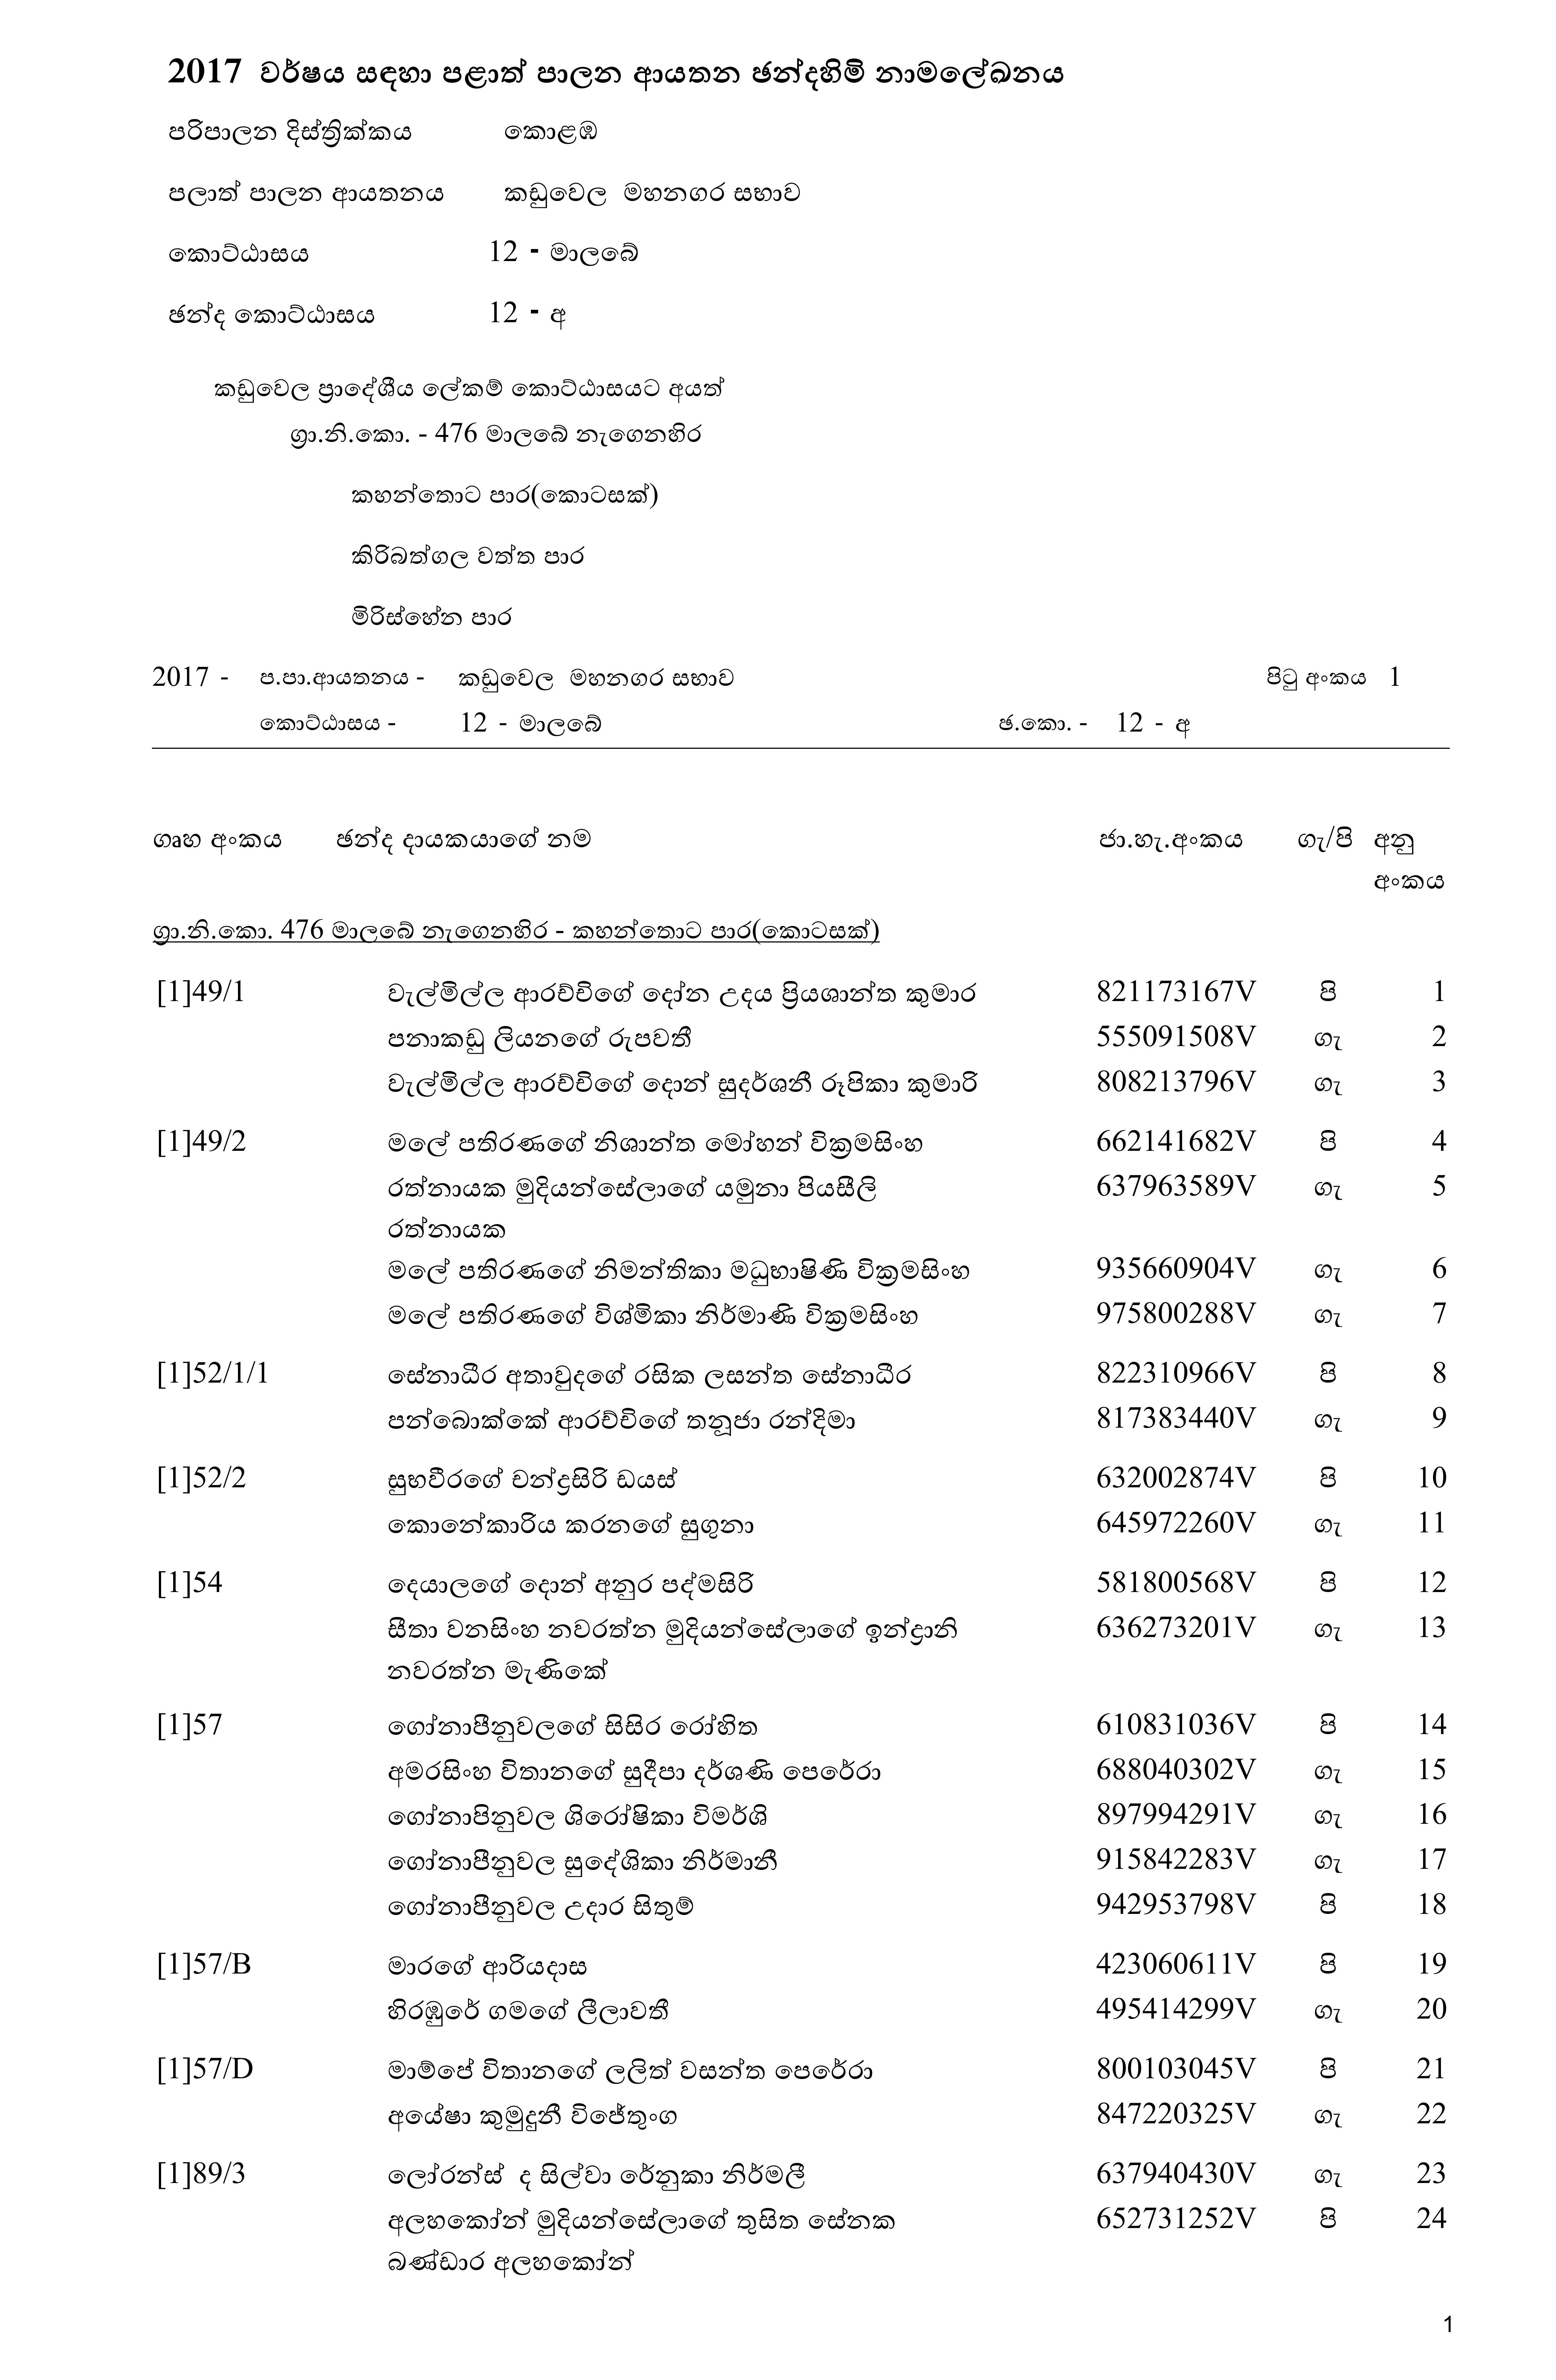 2017 වර්ෂය සඳහා පළාත් පාලන ආයතන ඡන්දහිමි නාමලේඛනය
පරිපාලන දිස්ත්‍රික්කය කොළඹ
පලාත් පාලන ආයතනය කඩුවෙල මහනගර සභාව
කොට්ඨාසය 12 - මාලබේ
ඡන්ද කොට්ඨාසය 12 - අ
කඩුවෙල ප්‍රාදේශීය ලේකම් කොට්ඨාසයට අයත්
ග්‍රා.නි.කො. - 476 මාලබේ නැගෙනහිර
කහන්තොට පාර(කොටසක්)
කිරිබත්ගල වත්ත පාර
මිරිස්හේන පාර
2017 - ප.පා.ආයතනය - කඩුවෙල මහනගර සභාව පිටු අංකය 1
කොට්ඨාසය - 12 - මාලබේ ඡ.කො. - 12 - අ
ගෘහ අංකය ඡන්ද දායකයාගේ නම ජා.හැ.අංකය ගැ/පි අනු
අංකය
ග්‍රා.නි.කො. 476 මාලබේ නැගෙනහිර - කහන්තොට පාර(කොටසක්)
[1]49/1 වැල්මිල්ල ආරච්චිගේ දෝන උදය ප්‍රියශාන්ත කුමාර 821173167V පි 1
පනාකඩු ලියනගේ රුපවතී 555091508V ගැ 2
වැල්මිල්ල ආරච්චිගේ දොන් සුදර්ශනී රූපිකා කුමාරි 808213796V ගැ 3
[1]49/2 මලේ පතිරණගේ නිශාන්ත මෝහන් වික්‍රමසිංහ 662141682V පි 4
රත්නායක මුදියන්සේලාගේ යමුනා පියසීලි 637963589V ගැ 5
රත්නායක
මලේ පතිරණගේ නිමන්තිකා මධුභාෂිණි වික්‍රමසිංහ 935660904V ගැ 6
මලේ පතිරණගේ විශ්මිකා නිර්මාණි වික්‍රමසිංහ 975800288V ගැ 7
[1]52/1/1 සේනාධීර අතාවුදගේ රසික ලසන්ත සේනාධීර 822310966V පි 8
පන්බොක්කේ ආරච්චිගේ තනූජා රන්දිමා 817383440V ගැ 9
[1]52/2 සුභවීරගේ චන්ද්‍රසිරි ඩයස් 632002874V පි 10
කොනේකාරිය කරනගේ සුගුනා 645972260V ගැ 11
[1]54 දෙයාලගේ දොන් අනුර පද්මසිරි 581800568V පි 12
සීතා වනසිංහ නවරත්න මුදියන්සේලාගේ ඉන්ද්‍රානි 636273201V ගැ 13
නවරත්න මැණිකේ
[1]57 ගෝනාපීනුවලගේ සිසිර රෝහිත 610831036V පි 14
අමරසිංහ විතානගේ සුදීපා දර්ශණි පෙරේරා 688040302V ගැ 15
ගෝනාපිනුවල ශිරෝෂිකා විමර්ශි 897994291V ගැ 16
ගෝනාපීනුවල සුදේශිකා නිර්මානී 915842283V ගැ 17
ගෝනාපීනුවල උදාර සිතුම් 942953798V පි 18
[1]57/B මාරගේ ආරියදාස 423060611V පි 19
හිරඹුරේ ගමගේ ලීලාවතී 495414299V ගැ 20
[1]57/D මාම්පේ විතානගේ ලලිත් වසන්ත පෙරේරා 800103045V පි 21
අයේෂා කුමුදුනී විජේතුංග 847220325V ගැ 22
[1]89/3 ලෝරන්ස් ද සිල්වා රේනුකා නිර්මලී 637940430V ගැ 23
අලහකෝන් මුදියන්සේලාගේ තුසිත සේනක 652731252V පි 24
බණ්ඩාර අලහකෝන්
1